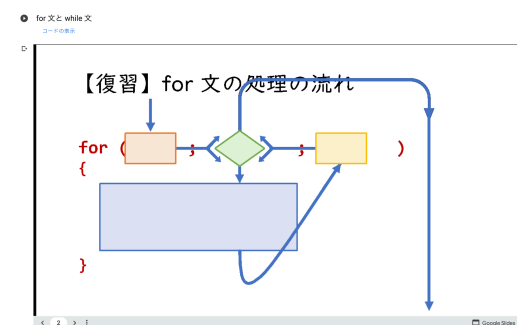 for 文と while 文
コードの表示
【復習】for 文の処理の流れ
for ( ; ; )
{
}
2
Google Slides